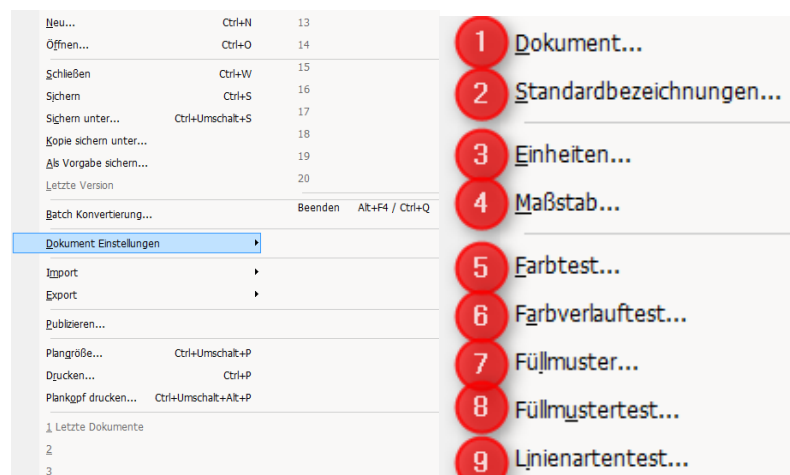 Neu... Ctrl+N
Öffnen... Ctrl+O
Schließen Ctrl+W
Sichern Ctrl+S
Sichern unter... Ctrl+Umschalt+S
Kopie sichern unter...
Als Vorgabe sichern...
Letzte Version
Batch Konvertierung...
Dokument Einstellungen
Import
Export
Publizieren...
Plangröße... Ctrl+Umschalt+P
Drucken... Ctrl+P
Plankopf drucken... Ctrl+Umschalt+Alt+P
1 Letzte Dokumente
2
3
13
14
15
16
17
18
19
20
Beenden Alt+F4 / Ctrl+Q
1 Dokument...
2 Standardbezeichnungen...
3 Einheiten...
4 Maßstab...
5 Farbtest...
6 Farbverlauftest...
7 Füllmuster...
8 Füllmustertest...
9 Linienartentest...